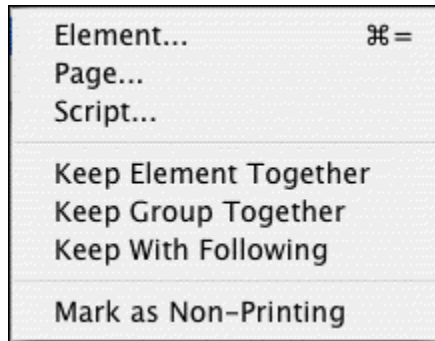 Element... ⌘=
Page...
Script...
Keep Element Together
Keep Group Together
Keep With Following
Mark as Non-Printing